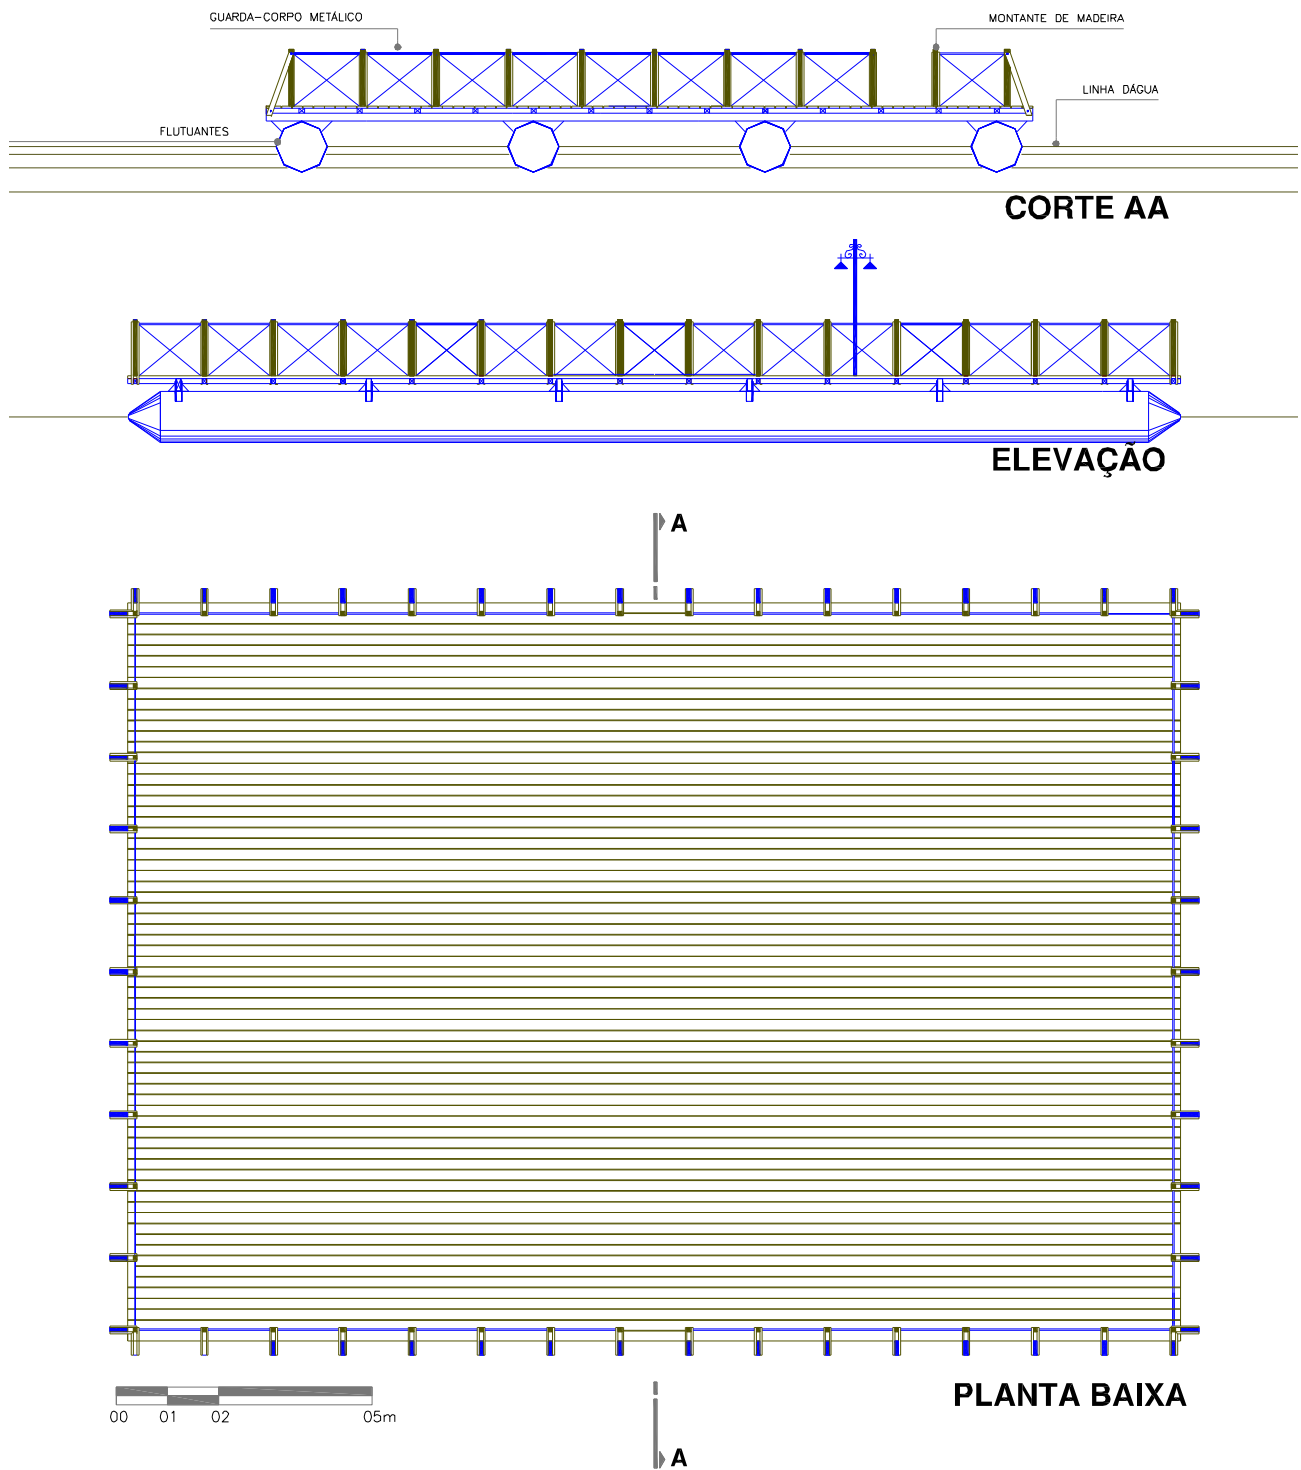 GUARDA-CORPO METÁLICO
MONTANTE DE MADEIRA
LINHA DÁGUA
FLUTUANTES
CORTE AA
ELEVAÇÃO
A
PLANTA BAIXA
00 01 02 05m
A